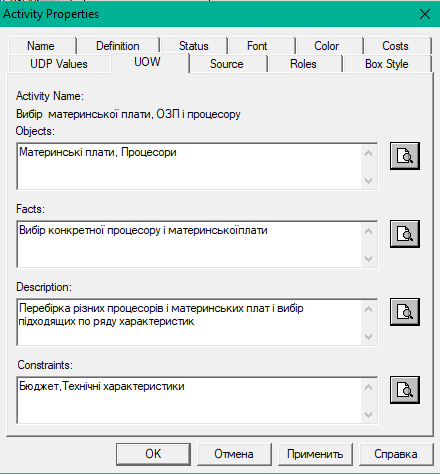 Activity Properties
Name Definition Status Font Color Costs
UDP Values UOW Source Roles Box Style
Activity Name:
Вибір материнської плати, ОЗП і процесору
Objects:
Материнські плати, Процесори
Facts:
Вибір конкретної процесору і материнськоїплати
Description:
Перебірка різних процесорів і материнських плат і вибір
підходящих по ряду характеристик
Constraints:
Бюджет,Технічні характеристики
OK Отмена Применить Справка